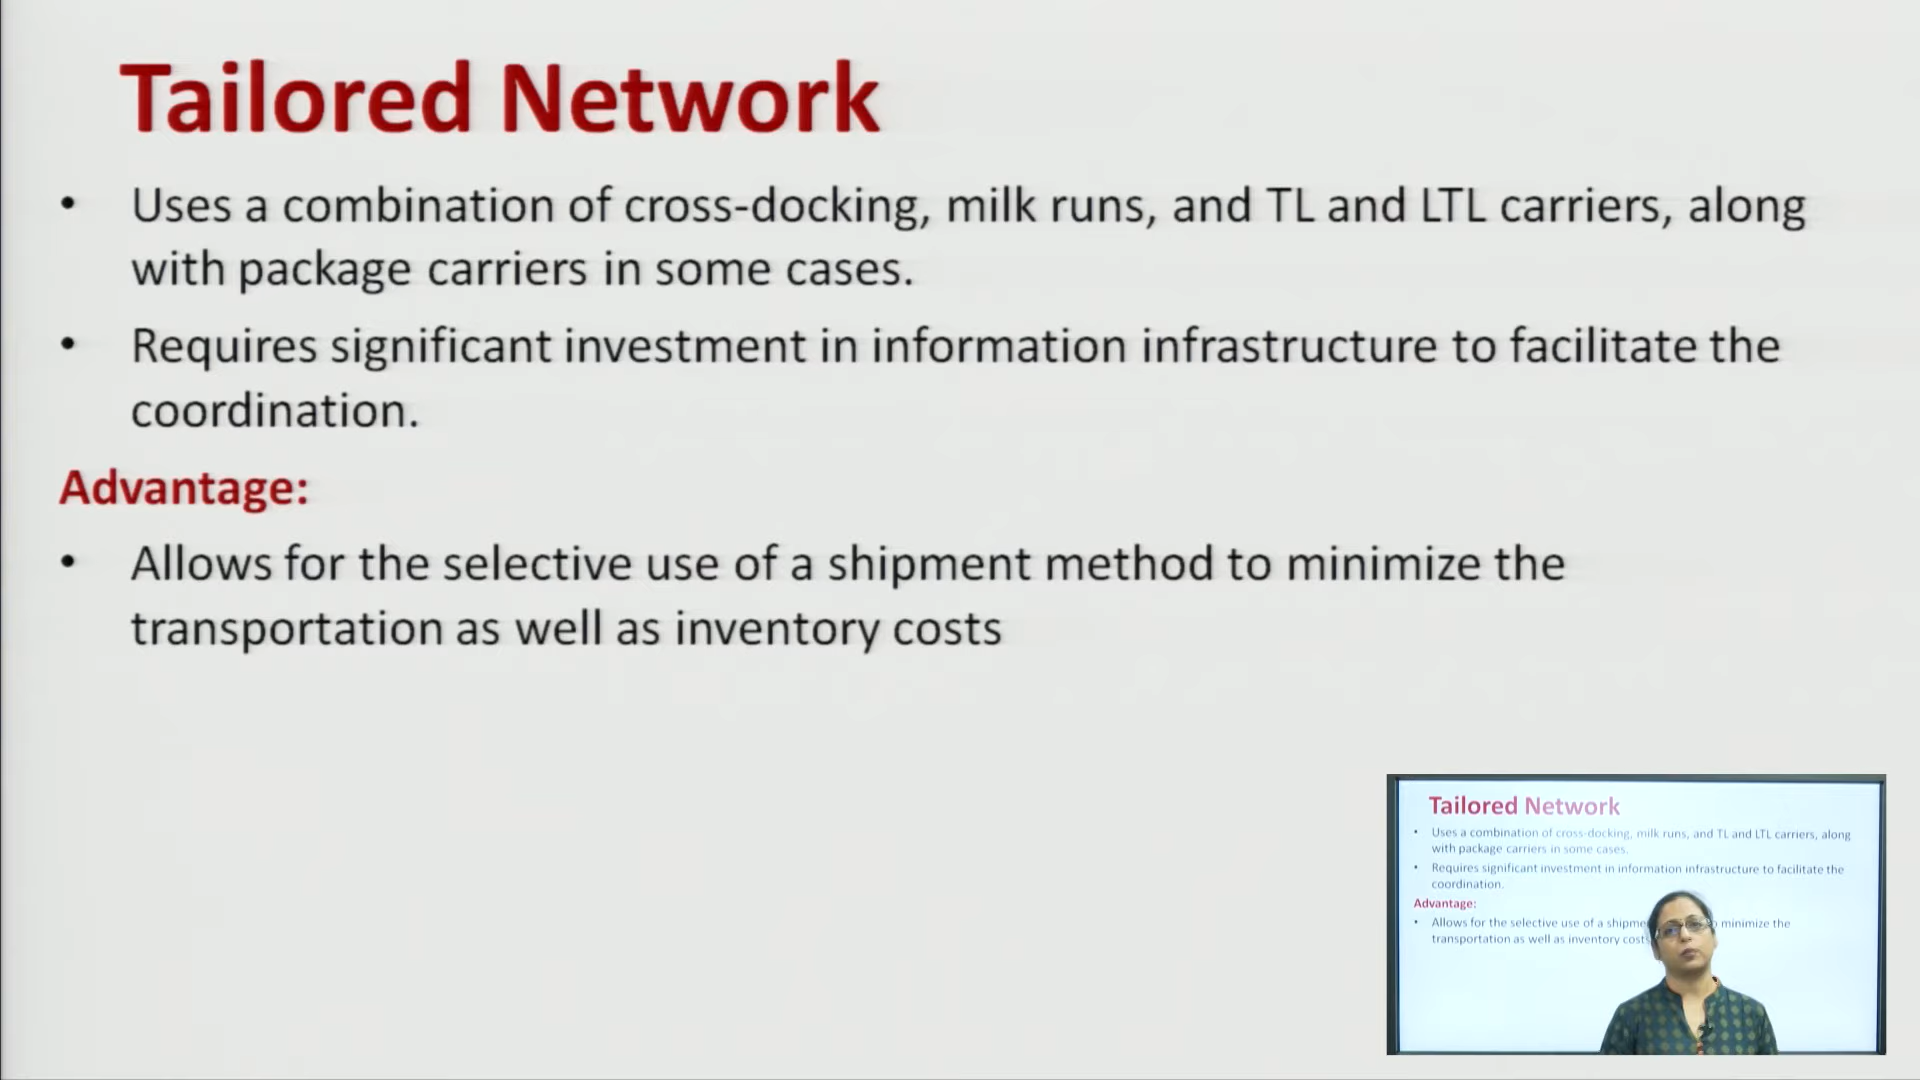 Tailored Network
• Uses a combination of cross-docking, milk runs, and TL and LTL carriers, along
with package carriers in some cases.
• Requires significant investment in information infrastructure to facilitate the
coordination.
Advantage:
• Allows for the selective use of a shipment method to minimize the
transportation as well as inventory costs
Tailored Network
• Uses a combination of cross-docking, milk runs, and TL and LTL carriers, along
with package carriers in some cases.
• Requires significant investment in information infrastructure to facilitate the
coordination.
Advantage:
• Allows for the selective use of a minimize the
transportation as well as inventory